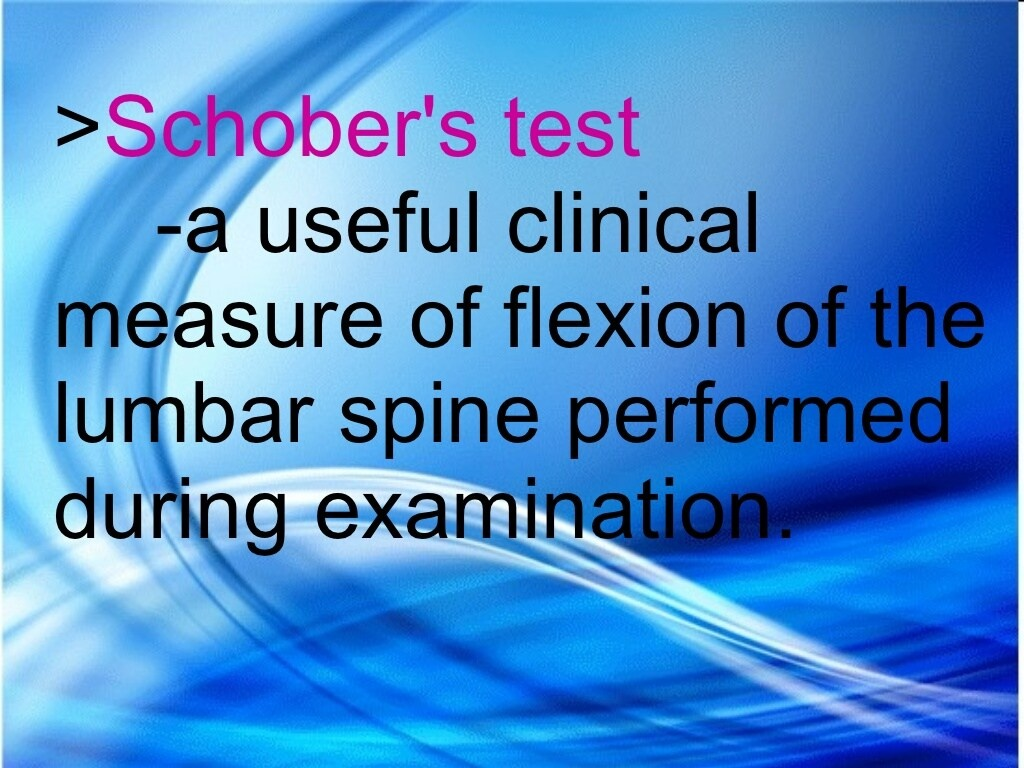 >Schober's test
-a useful clinical
measure of flexion of the
lumbar spine performed
during examination.